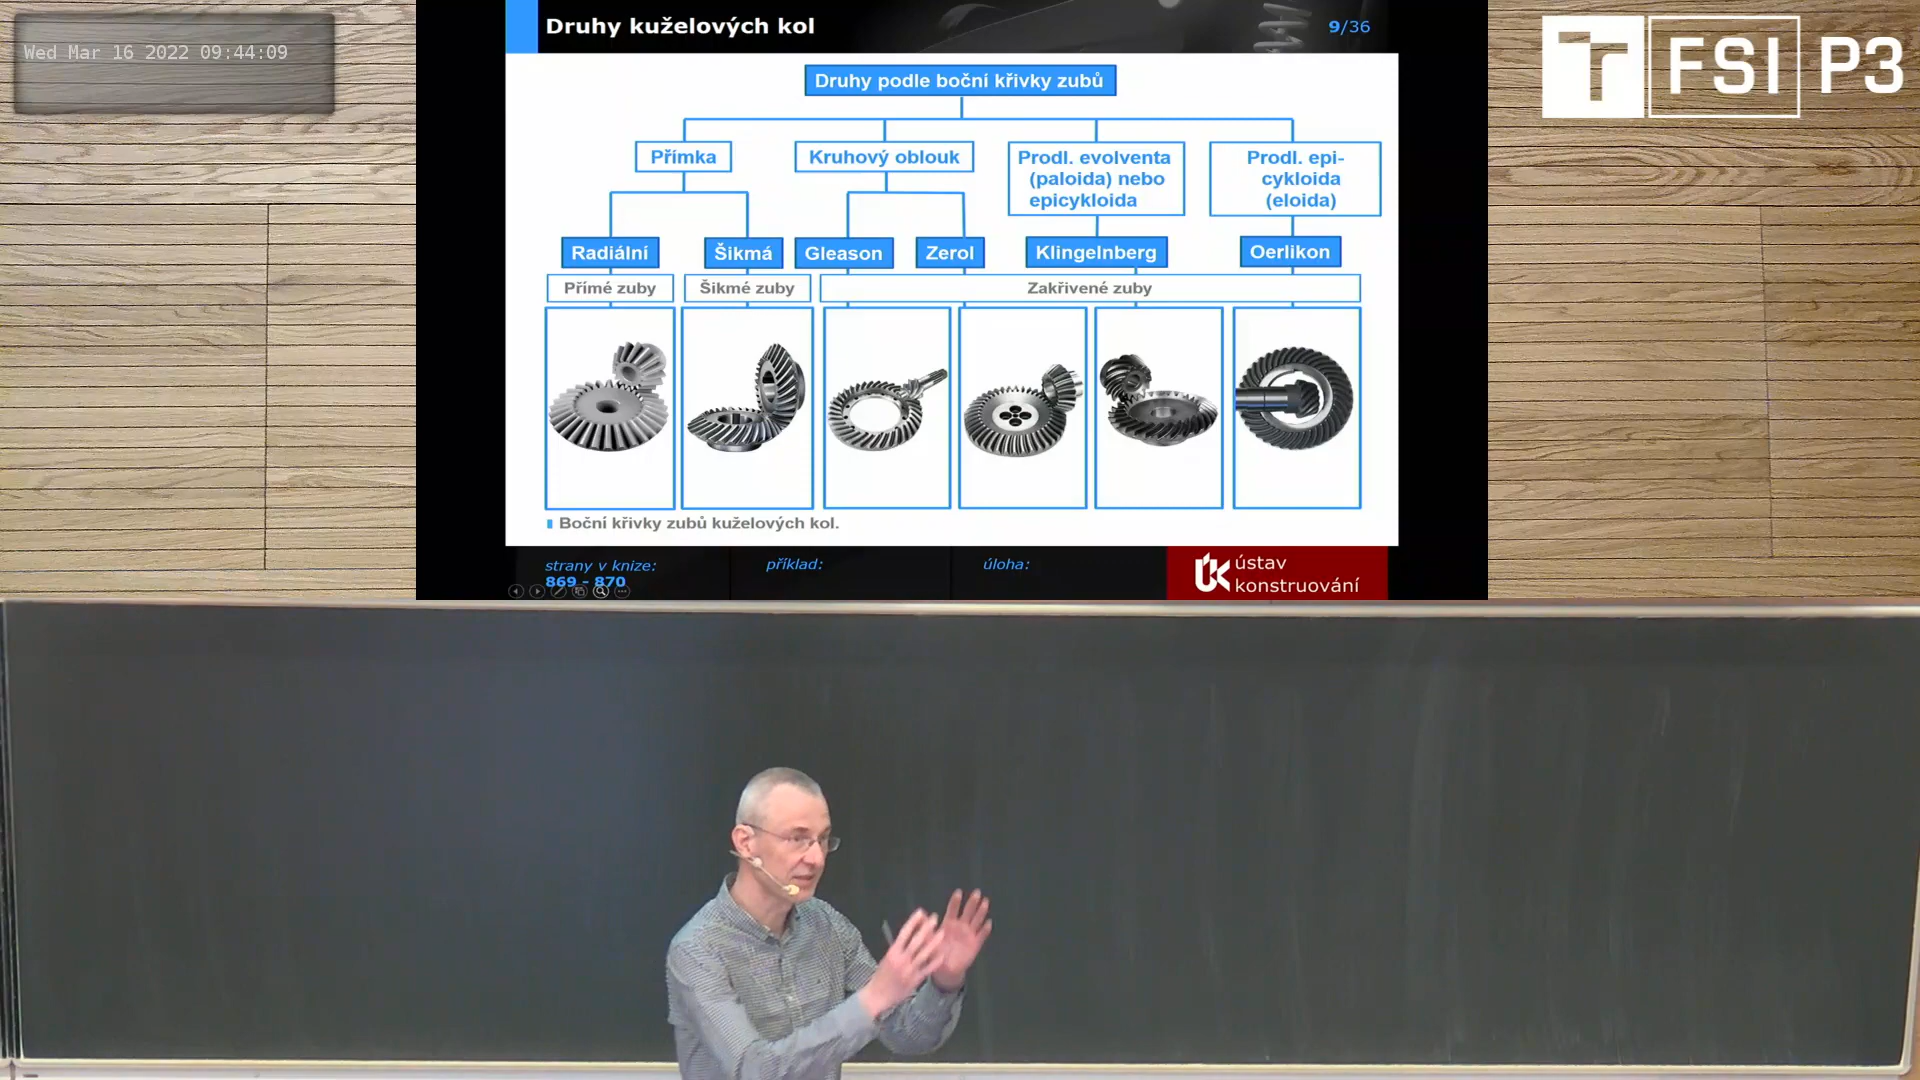 Wed Mar 16 2022 09:44:09
Druhy kuželových kol
9/36
FSI P3
Druhy podle boční křivky zubů
Přímka
Kruhový oblouk
Prodl. evolventa
(paloida) nebo
epicykloida
Prodl. epi-
cykloida
(eloida)
Radiální
Šikmá
Gleason
Zerol
Klingelnberg
Oerlikon
Přímé zuby
Šikmé zuby
Zakřivené zuby
Boční křivky zubů kuželových kol.
strany v knize:
869 - 870
příklad:
úloha:
ústav
konstruování